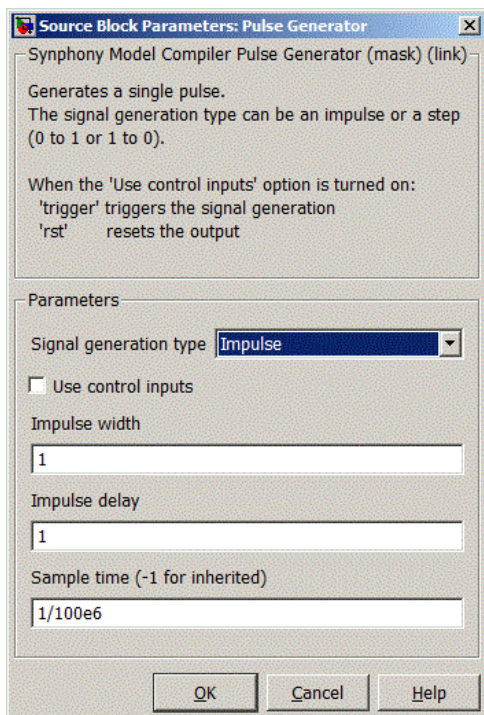 Source Block Parameters: Pulse Generator
Synphony Model Compiler Pulse Generator (mask) (link)
Generates a single pulse.
The signal generation type can be an impulse or a step
(0 to 1 or 1 to 0).
When the 'Use control inputs' option is turned on:
'trigger' triggers the signal generation
'rst' resets the output
Parameters
Signal generation type Impulse
Use control inputs
Impulse width
1
Impulse delay
1
Sample time (-1 for inherited)
1/100e6
OK Cancel Help